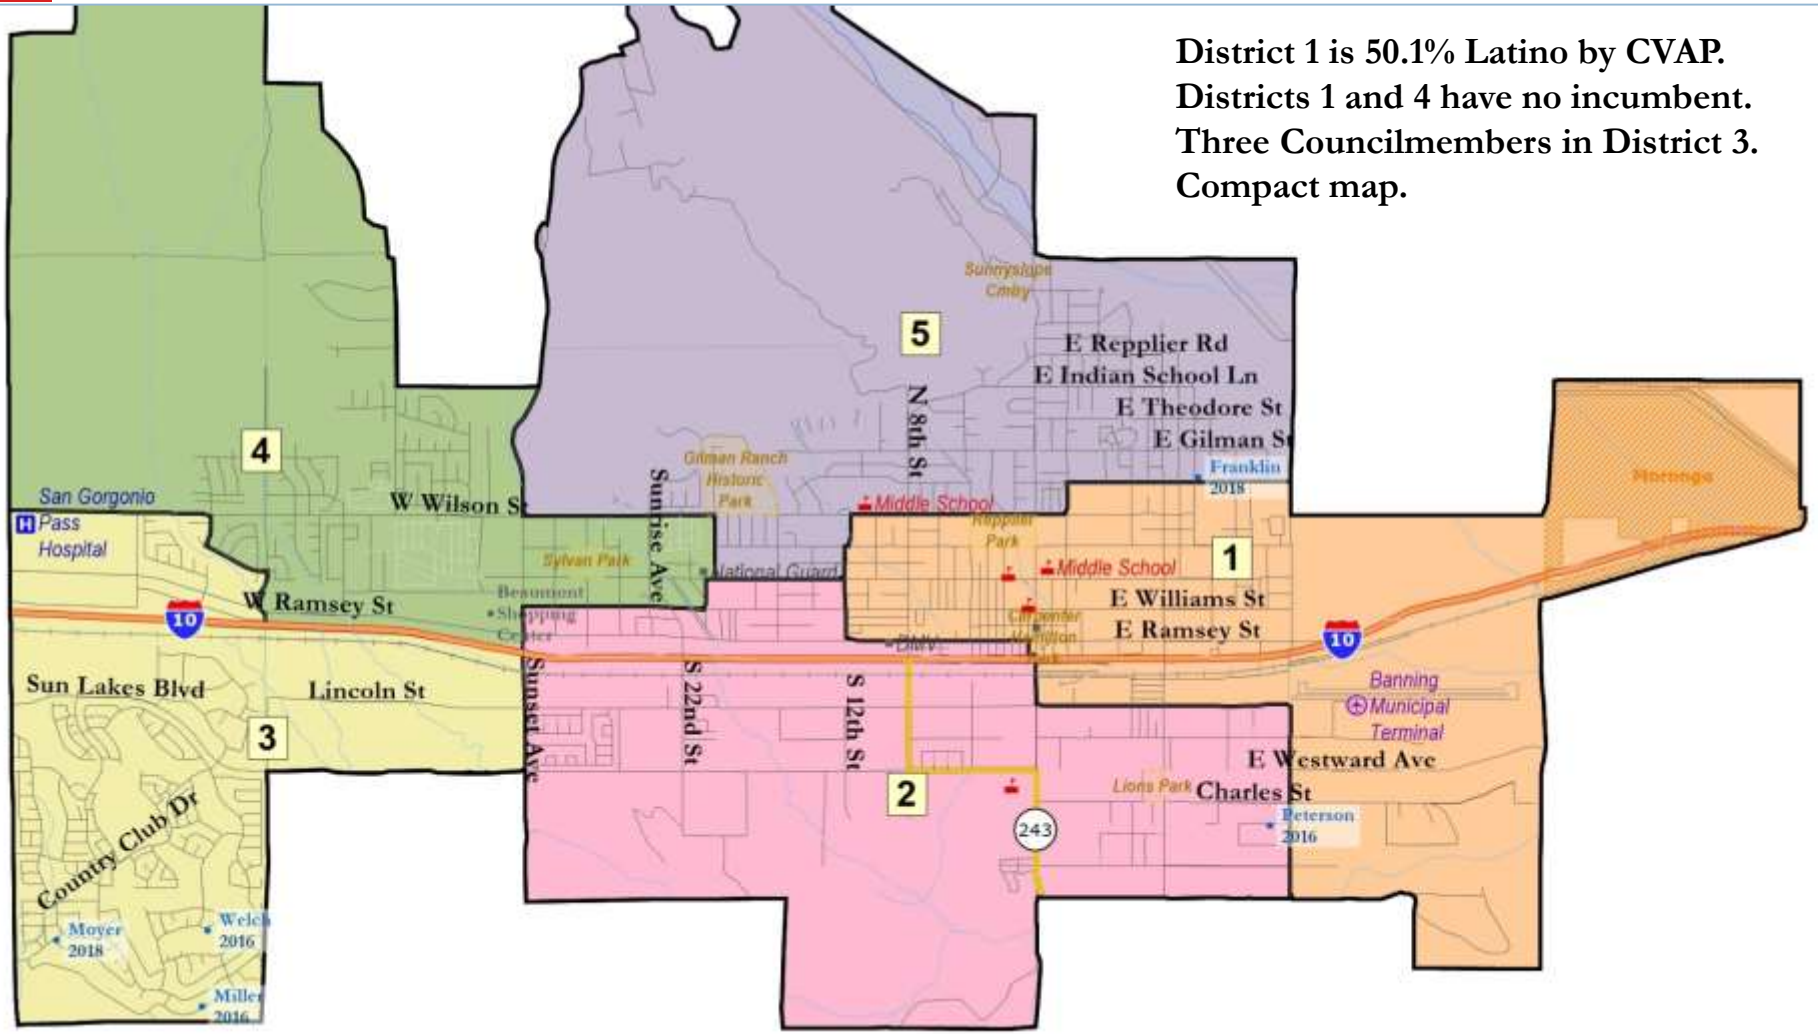 District 1 is 50.1% Latino by CVAP.
Districts 1 and 4 have no incumbent.
Three Councilmembers in District 3.
Compact map.
Sunnyslope
Cmty
5
E Repplier Rd
E Indian School Ln
E Theodore St
E Gilman St
N 8th St
4
Gilman Ranch
Historic
Park
Franklin
2018
Morongo
San Gorgonio
H Pass
Hospital
W Wilson St
Sunrise Ave
Middle School
Repplier
Park
Sylvan Park
National Guard
Middle School
1
W Ramsey St
Beaumont
Shopping
Center
E Williams St
E Ramsey St
Carpenter
Hamilton
Park
DMV
10
10
Sun Lakes Blvd
Lincoln St
Sunset Ave
S 22nd St
S 12th St
Banning
Municipal
Terminal
3
E Westward Ave
2
Lions Park
Charles St
Country Club Dr
243
Peterson
2016
Moyer
2018
Welch
2016
Miller
2016